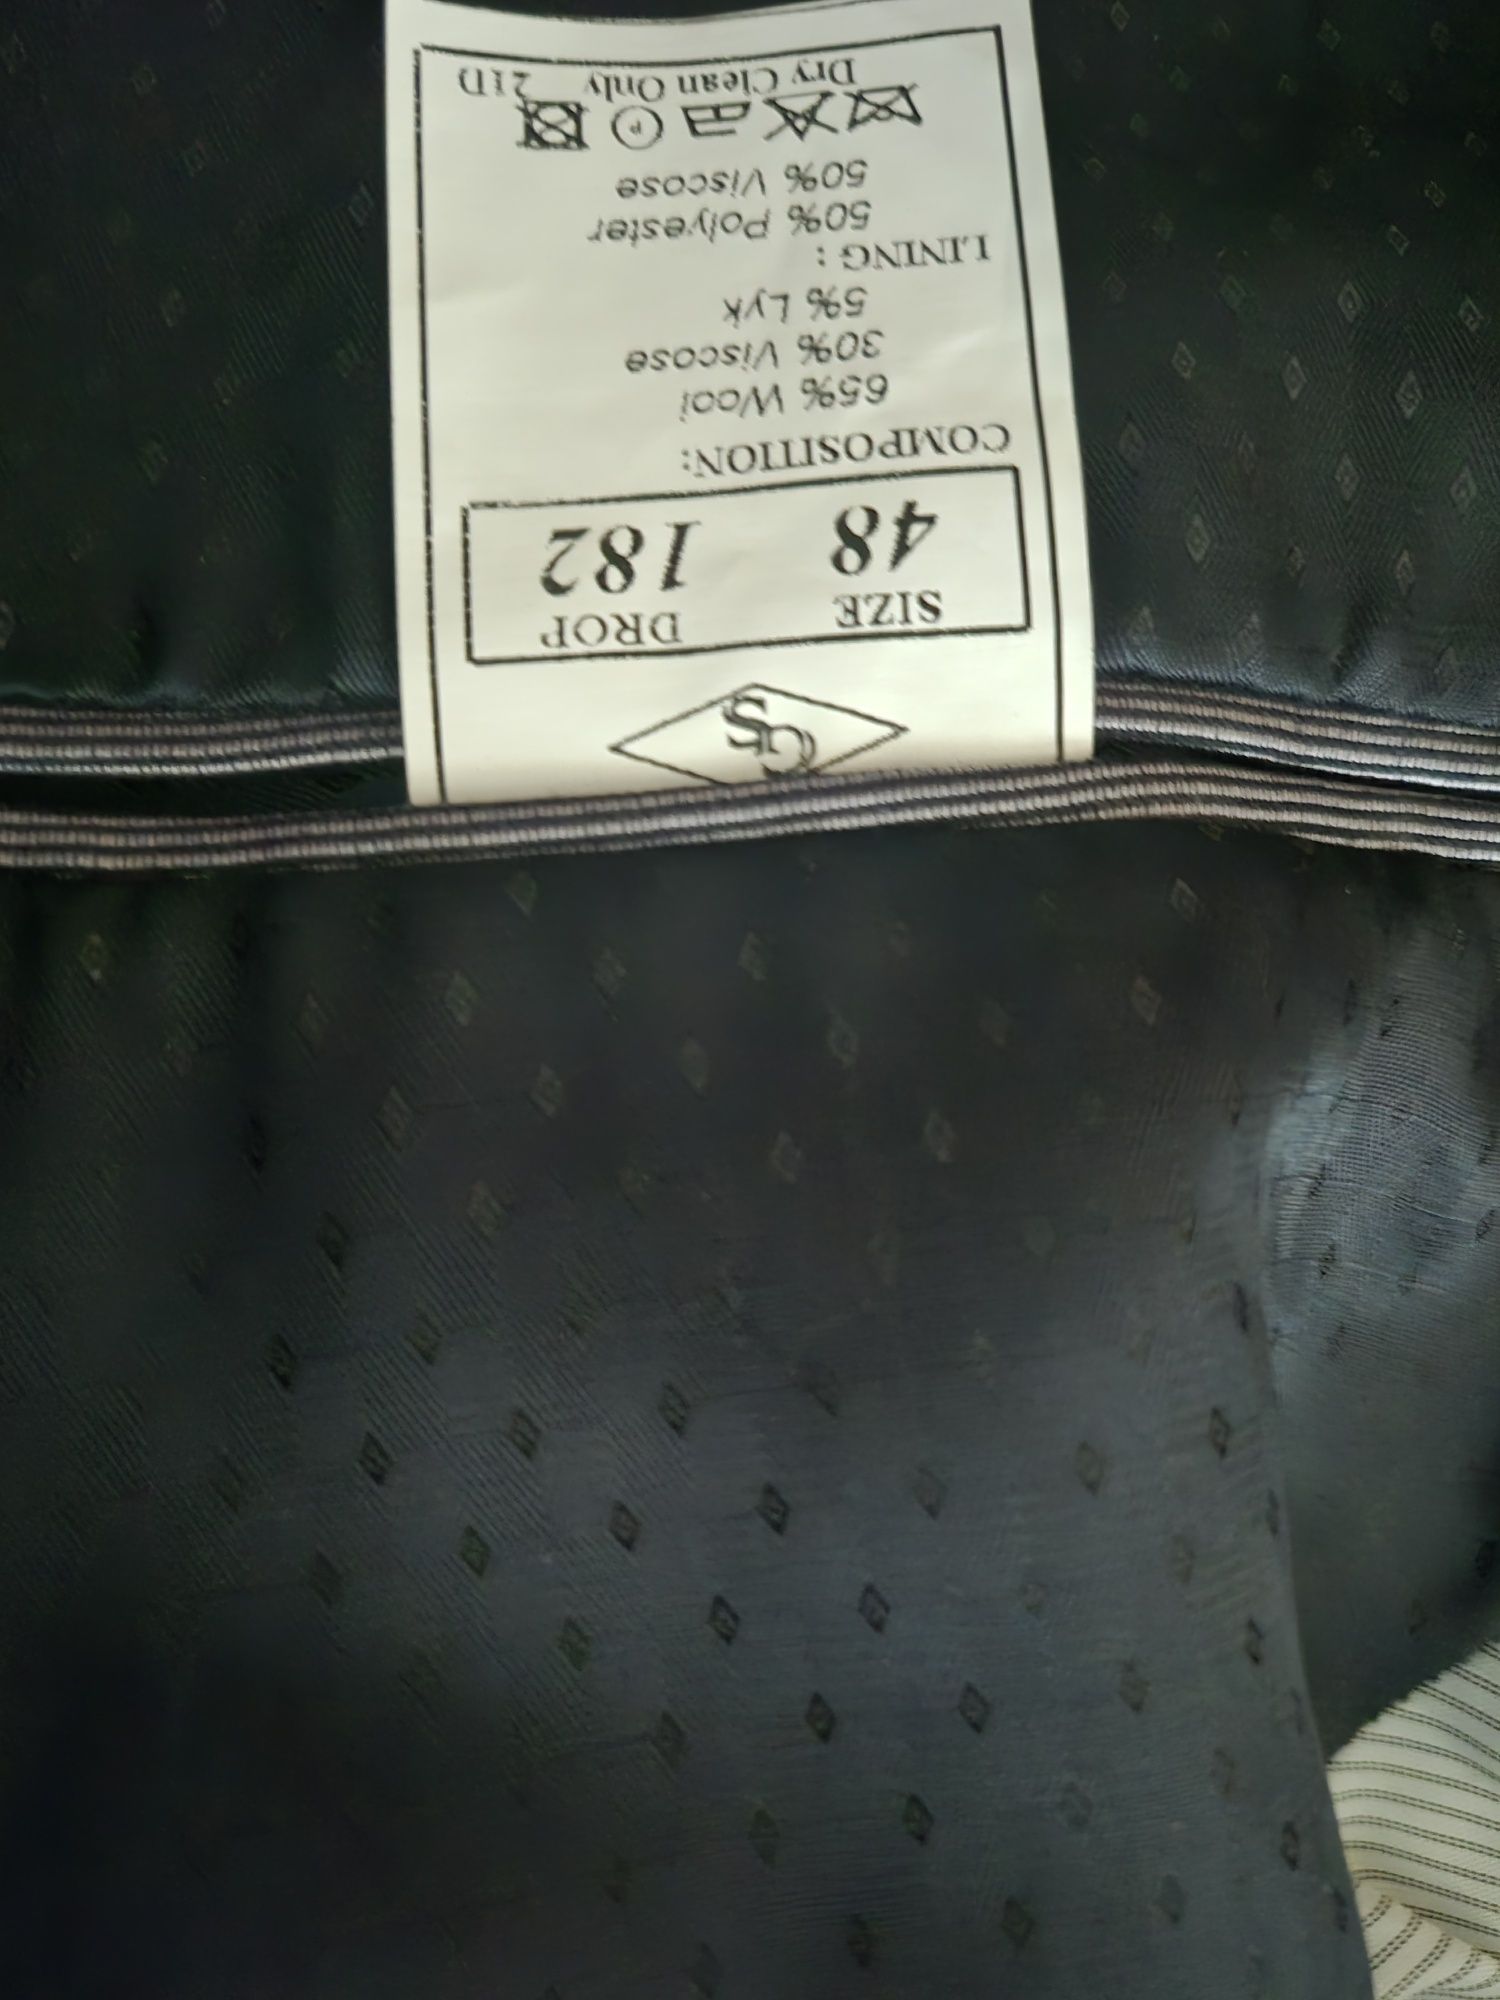 GS
SIZE DROP
48 182
COMPOSITION:
65% Wool
30% Viscose
5% Lyk
LINING :
50% Polyester
50% Viscose
P
Dry Clean Only 21D